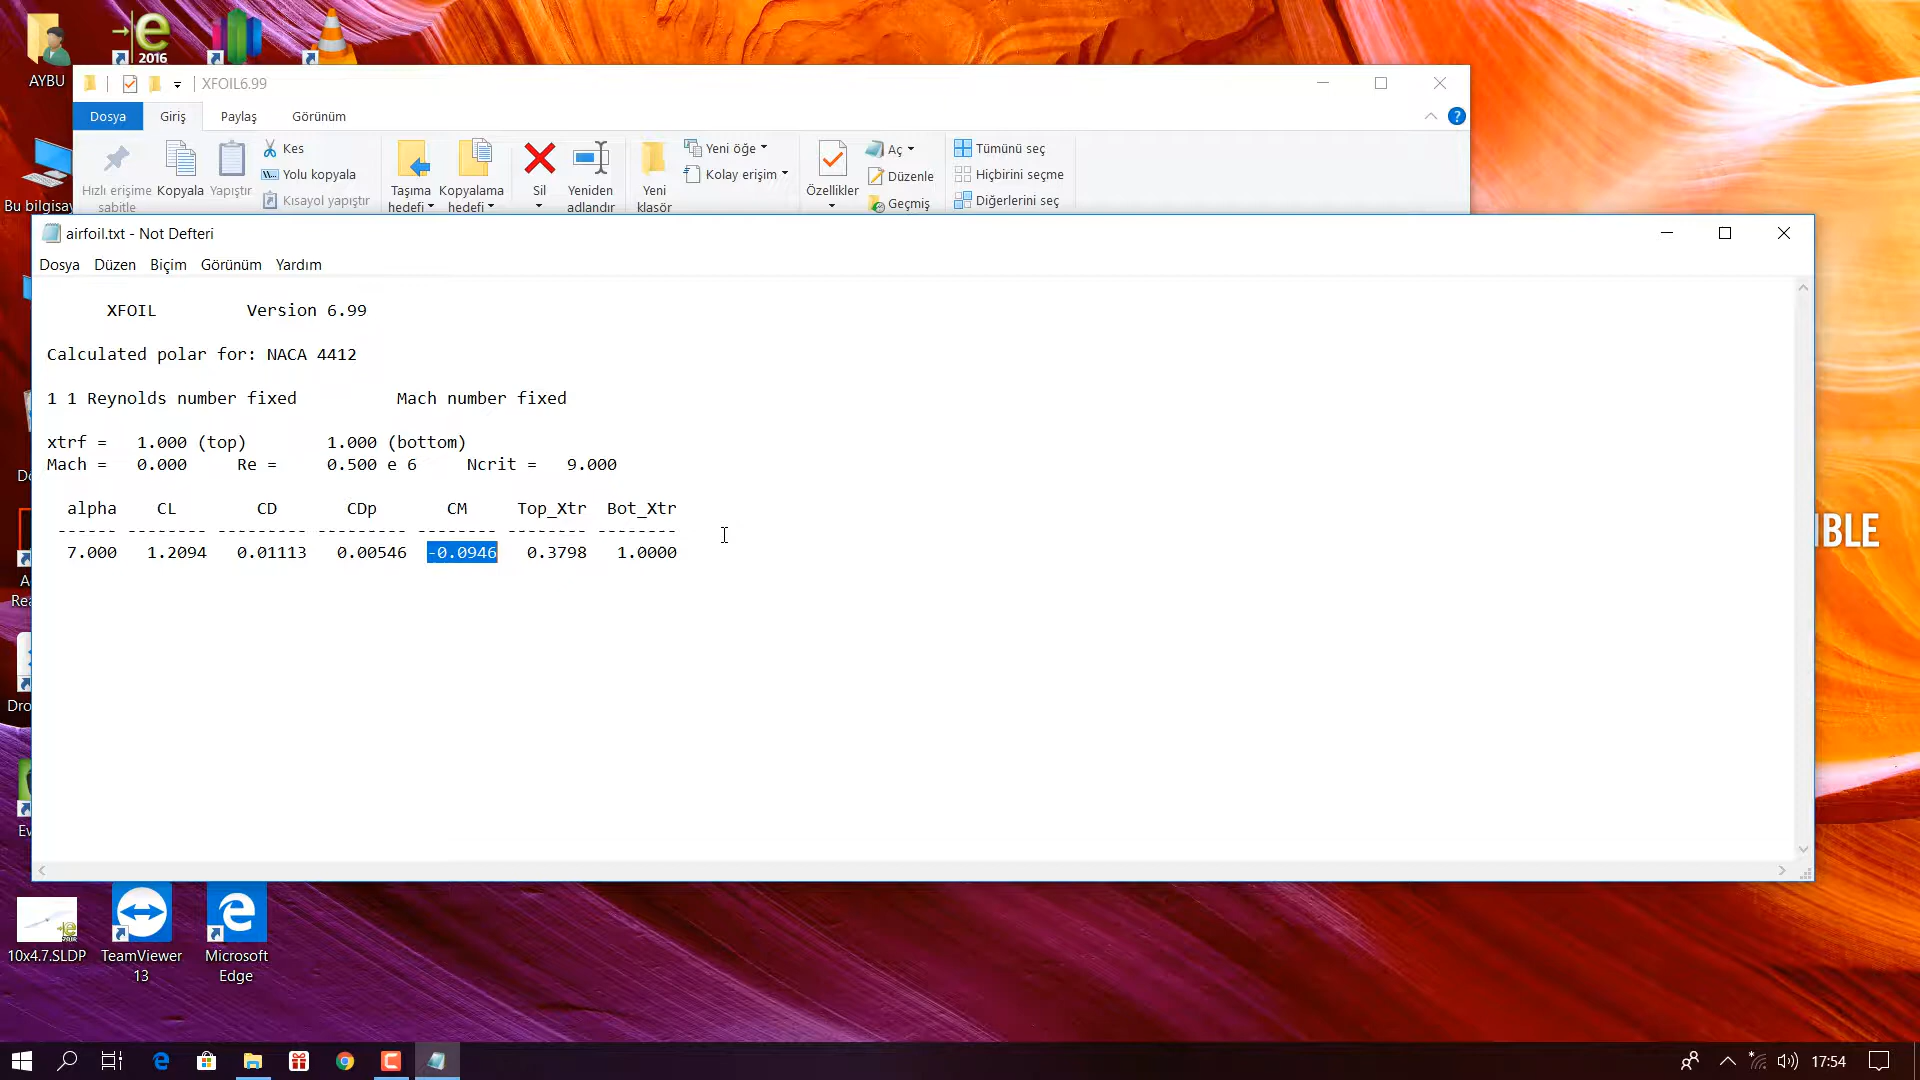 2016
AYBU
XFOIL6.99
Dosya Giriş Paylaş Görünüm
Hızlı erişime sabitle
Kopyala
Yapıştır
Kes
Yolu kopyala
Kısayol yapıştır
Taşıma hedefi
Kopyalama hedefi
Sil
Yeniden adlandır
Yeni klasör
Yeni öğe
Kolay erişim
Özellikler
Aç
Düzenle
Geçmiş
Tümünü seç
Hiçbirini seçme
Diğerlerini seç
Bu bilgisay
airfoil.txt - Not Defteri
Dosya Düzen Biçim Görünüm Yardım
XFOIL Version 6.99
Calculated polar for: NACA 4412
1 1 Reynolds number fixed Mach number fixed
xtrf = 1.000 (top) 1.000 (bottom)
Mach = 0.000 Re = 0.500 e 6 Ncrit = 9.000
alpha CL CD CDp CM Top_Xtr Bot_Xtr
------ -------- --------- --------- -------- -------- --------
7.000 1.2094 0.01113 0.00546 -0.0946 0.3798 1.0000
IBLE
Rea
Dro
Ev
10x4.7.SLDP
TeamViewer 13
Microsoft Edge
17:54